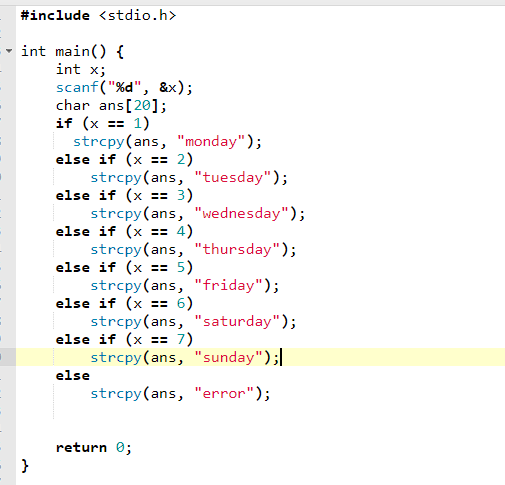 #include <stdio.h>
int main() {
int x;
scanf("%d", &x);
char ans[20];
if (x == 1)
strcpy(ans, "monday");
else if (x == 2)
strcpy(ans, "tuesday");
else if (x == 3)
strcpy(ans, "wednesday");
else if (x == 4)
strcpy(ans, "thursday");
else if (x == 5)
strcpy(ans, "friday");
else if (x == 6)
strcpy(ans, "saturday");
else if (x == 7)
strcpy(ans, "sunday");
else
strcpy(ans, "error");
return 0;
}